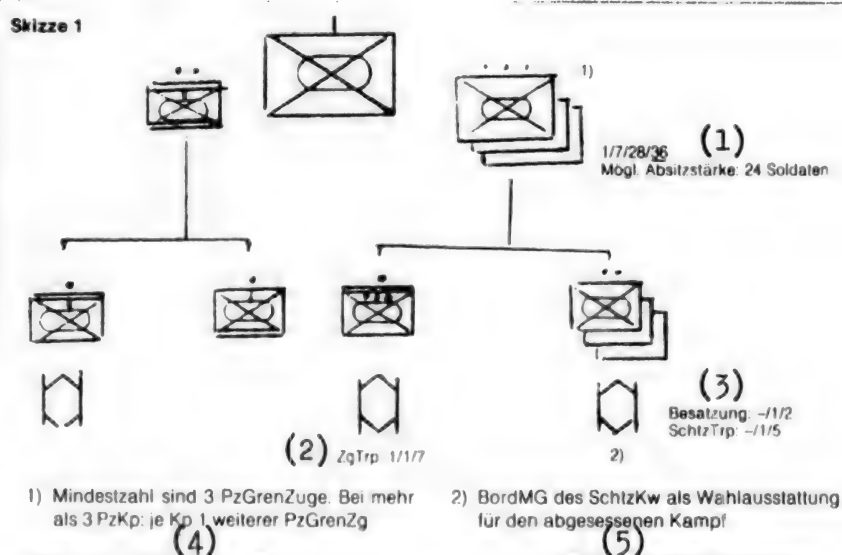 Skizze 1
1)
1/7/28/36 (1)
Mögl. Absitzstärke: 24 Soldaten
(3)
Besatzung: –/1/2
SchtzTrp: –/1/5
(2) ZgTrp 1/1/7
2)
1) Mindestzahl sind 3 PzGrenZuge. Bei mehr
als 3 PzKp: je Kp 1 weiterer PzGrenZg
(4)
2) BordMG des SchtzKw als Wahlausstattung
für den abgesessenen Kampf
(5)